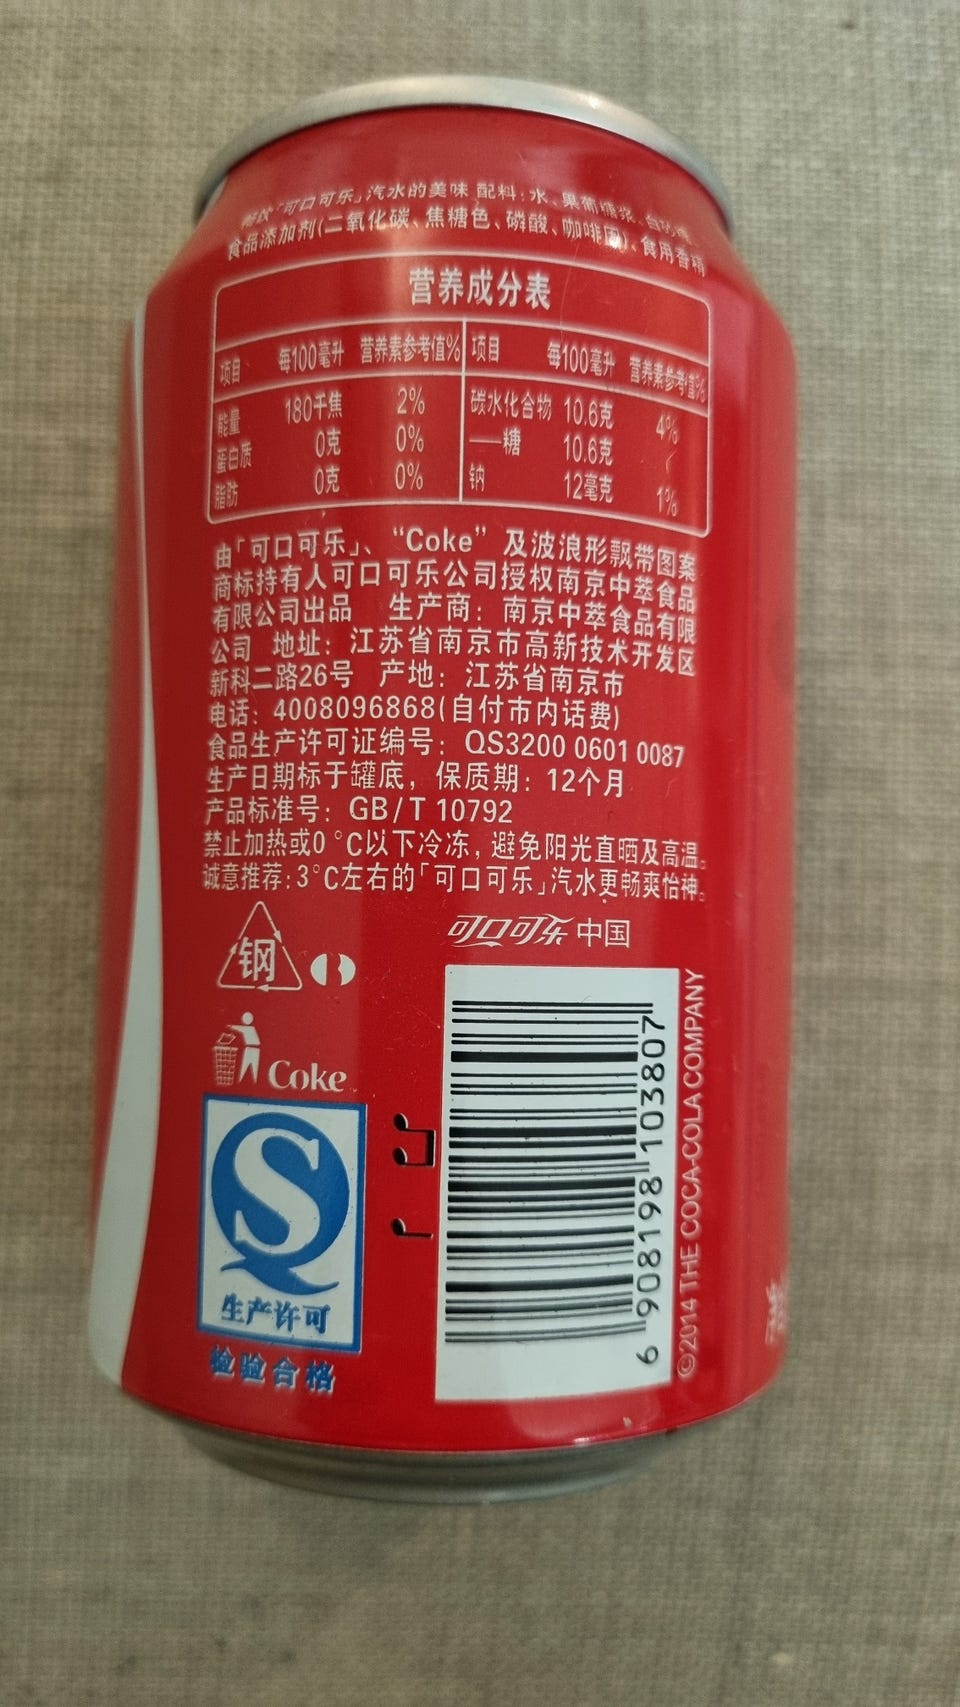 「可口可乐」汽水的美味 配料：水、果葡糖浆、白砂糖、
食品添加剂(二氧化碳、焦糖色、磷酸、咖啡因)、食用香精
营养成分表
项目 每100毫升 营养素参考值% 项目 每100毫升 营养素参考值%
能量 180千焦 2% 碳水化合物 10.6克 4%
蛋白质 0克 0% ——糖 10.6克
脂肪 0克 0% 钠 12毫克 1%
由「可口可乐」、“Coke”及波浪形飘带图案
商标持有人可口可乐公司授权南京中萃食品
有限公司出品 生产商：南京中萃食品有限
公司 地址：江苏省南京市高新技术开发区
新科二路26号 产地：江苏省南京市
电话：4008096868(自付市内话费)
食品生产许可证编号：QS3200 0601 0087
生产日期标于罐底，保质期：12个月
产品标准号：GB/T 10792
禁止加热或0°C以下冷冻，避免阳光直晒及高温。
诚意推荐：3°C左右的「可口可乐」汽水更畅爽怡神。
可口可乐中国
钢
Coke
生产许可
检验合格
6 908198 103807
©2014 THE COCA-COLA COMPANY